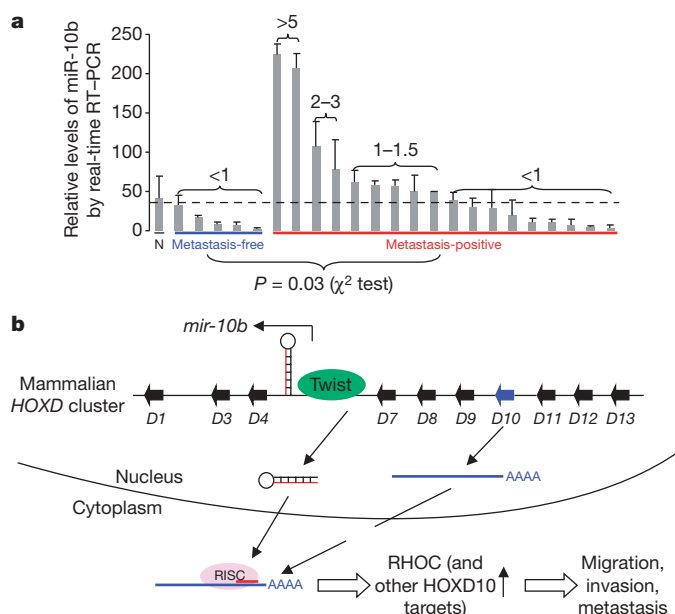 a
Relative levels of miR-10b
by real-time RT–PCR
250
200
150
100
50
0
>5
2–3
1–1.5
<1
<1
N
Metastasis-free
Metastasis-positive
P = 0.03 (χ² test)
b
mir-10b
Mammalian
HOXD cluster
Twist
D1
D3
D4
D7
D8
D9
D10
D11
D12
D13
Nucleus
Cytoplasm
AAAA
RISC
AAAA
RHOC (and
other HOXD10
targets)
Migration,
invasion,
metastasis